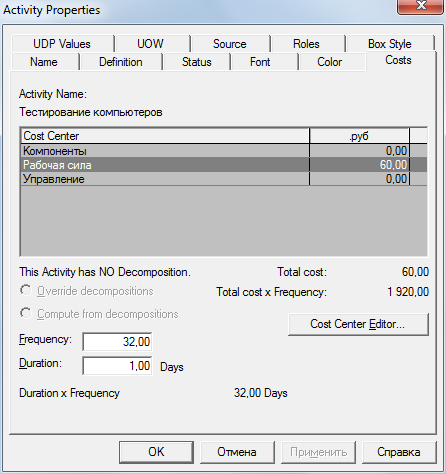 Activity Properties
UDP Values UOW Source Roles Box Style
Name Definition Status Font Color Costs
Activity Name:
Тестирование компьютеров
Cost Center .руб
Компоненты 0,00
Рабочая сила 60,00
Управление 0,00
This Activity has NO Decomposition. Total cost: 60,00
Override decompositions Total cost x Frequency: 1 920,00
Compute from decompositions
Cost Center Editor...
Frequency: 32,00
Duration: 1,00 Days
Duration x Frequency 32,00 Days
OK Отмена Применить Справка